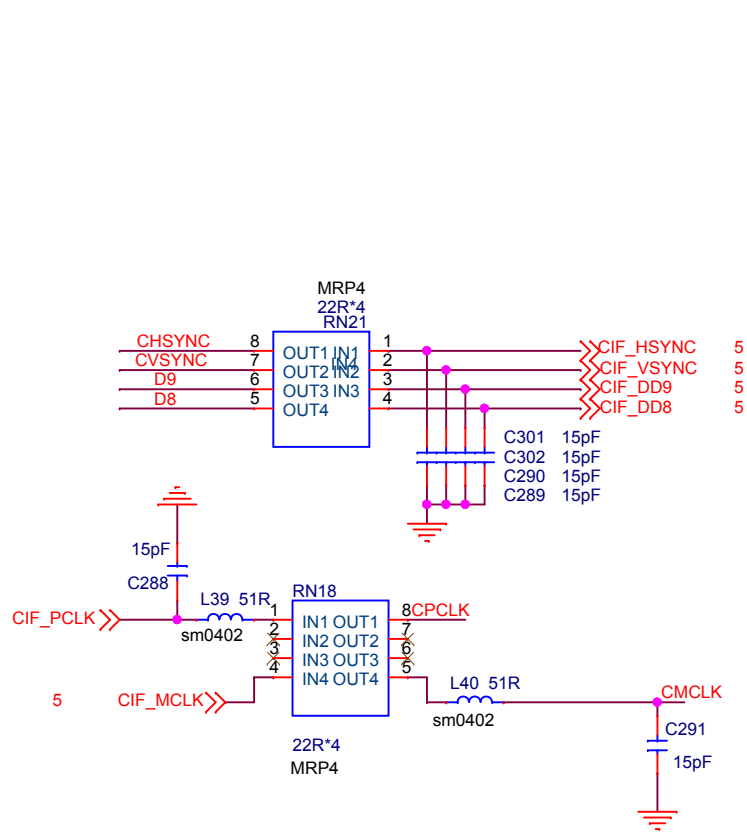 MRP4
22R*4
RN21
CHSYNC 8 OUT1 IN1 1 CIF_HSYNC 5
CVSYNC 7 OUT2 IN2 2 CIF_VSYNC 5
IN4
D9 6 OUT3 IN3 3 CIF_DD9 5
D8 5 OUT4 4 CIF_DD8 5
C301 15pF
C302 15pF
C290 15pF
C289 15pF
15pF
C288
L39 51R
RN18
CIF_PCLK
sm0402
1 IN1 OUT1 8 CPCLK
2 IN2 OUT2 7
3 IN3 OUT3 6
4 IN4 OUT4 5
5 CIF_MCLK
L40 51R
sm0402
CMCLK
C291
15pF
22R*4
MRP4